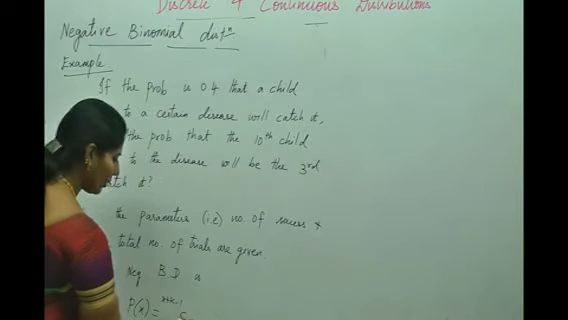 Discrete & Continuous Distributions
Negative Binomial distⁿ
Example
If the prob is 0.4 that a child
to a certain disease will catch it,
the prob that the 10th child
to the disease will be the 3rd
catch it?
the parameters (i.e) no. of success &
total no. of trials are given.
Neg B D is
P(x) = x+k-1